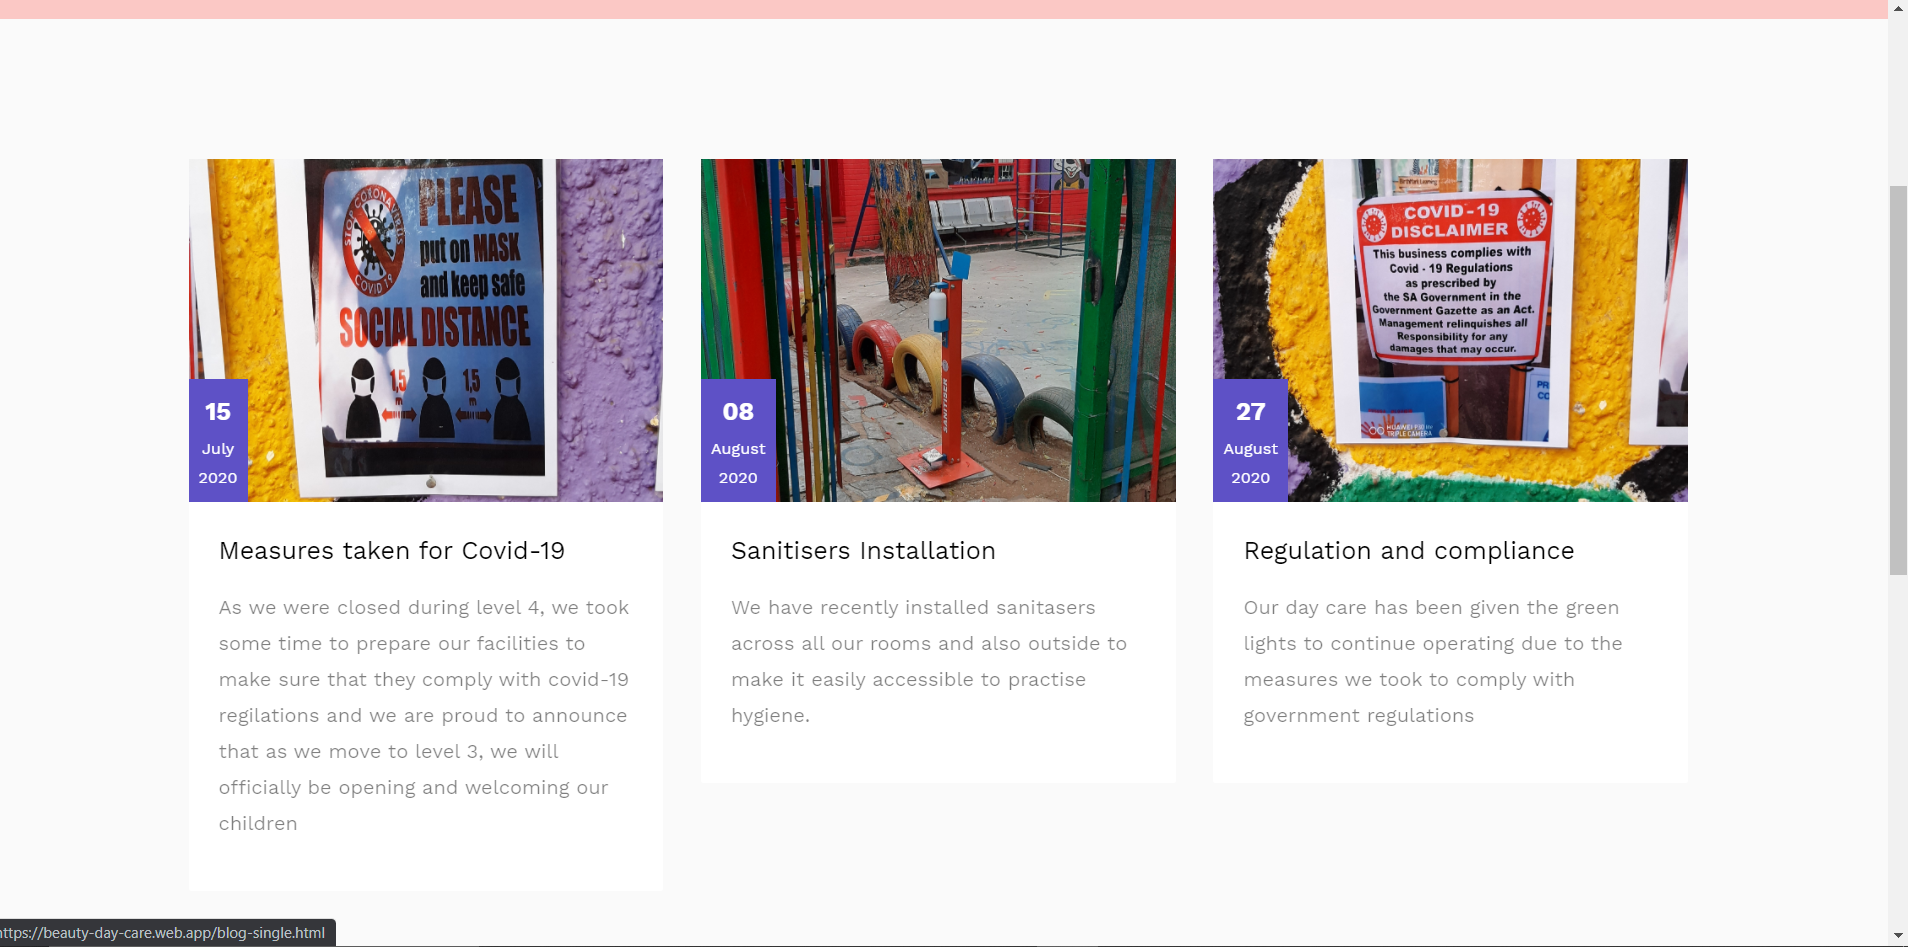 STOP CORONAVIRUS
COVID 19
PLEASE
put on MASK
and keep safe
SOCIAL DISTANCE
1,5
m
1,5
m
15
July
2020
SANITISER
08
August
2020
COVID-19
DISCLAIMER
This business complies with
Covid - 19 Regulations
as prescribed by
the SA Government in the
Government Gazette as an Act.
Management relinquishes all
Responsibility for any
damages that may occur.
PR
CO
HUAWEI P30 lite
TRIPLE CAMERA
27
August
2020
Measures taken for Covid-19
As we were closed during level 4, we took
some time to prepare our facilities to
make sure that they comply with covid-19
regilations and we are proud to announce
that as we move to level 3, we will
officially be opening and welcoming our
children
Sanitisers Installation
We have recently installed sanitasers
across all our rooms and also outside to
make it easily accessible to practise
hygiene.
Regulation and compliance
Our day care has been given the green
lights to continue operating due to the
measures we took to comply with
government regulations
https://beauty-day-care.web.app/blog-single.html